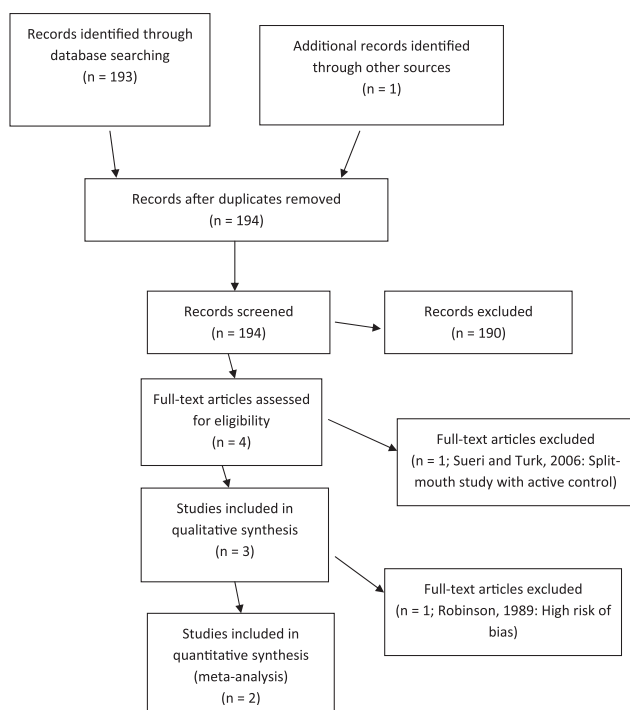 Records identified through
database searching
(n = 193)
Additional records identified
through other sources
(n = 1)
Records after duplicates removed
(n = 194)
Records screened
(n = 194)
Records excluded
(n = 190)
Full-text articles assessed
for eligibility
(n = 4)
Full-text articles excluded
(n = 1; Sueri and Turk, 2006: Split-
mouth study with active control)
Studies included in
qualitative synthesis
(n = 3)
Full-text articles excluded
(n = 1; Robinson, 1989: High risk of
bias)
Studies included in
quantitative synthesis
(meta-analysis)
(n = 2)